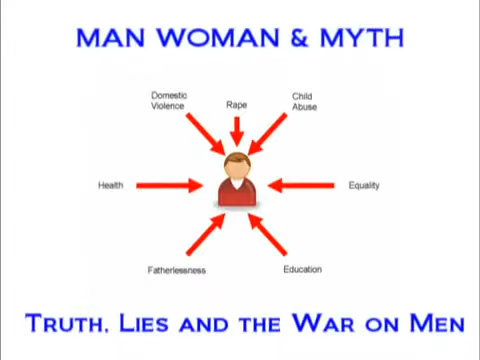 MAN WOMAN & MYTH
Domestic
Violence
Rape
Child
Abuse
Health
Equality
Fatherlessness
Education
TRUTH, LIES AND THE WAR ON MEN